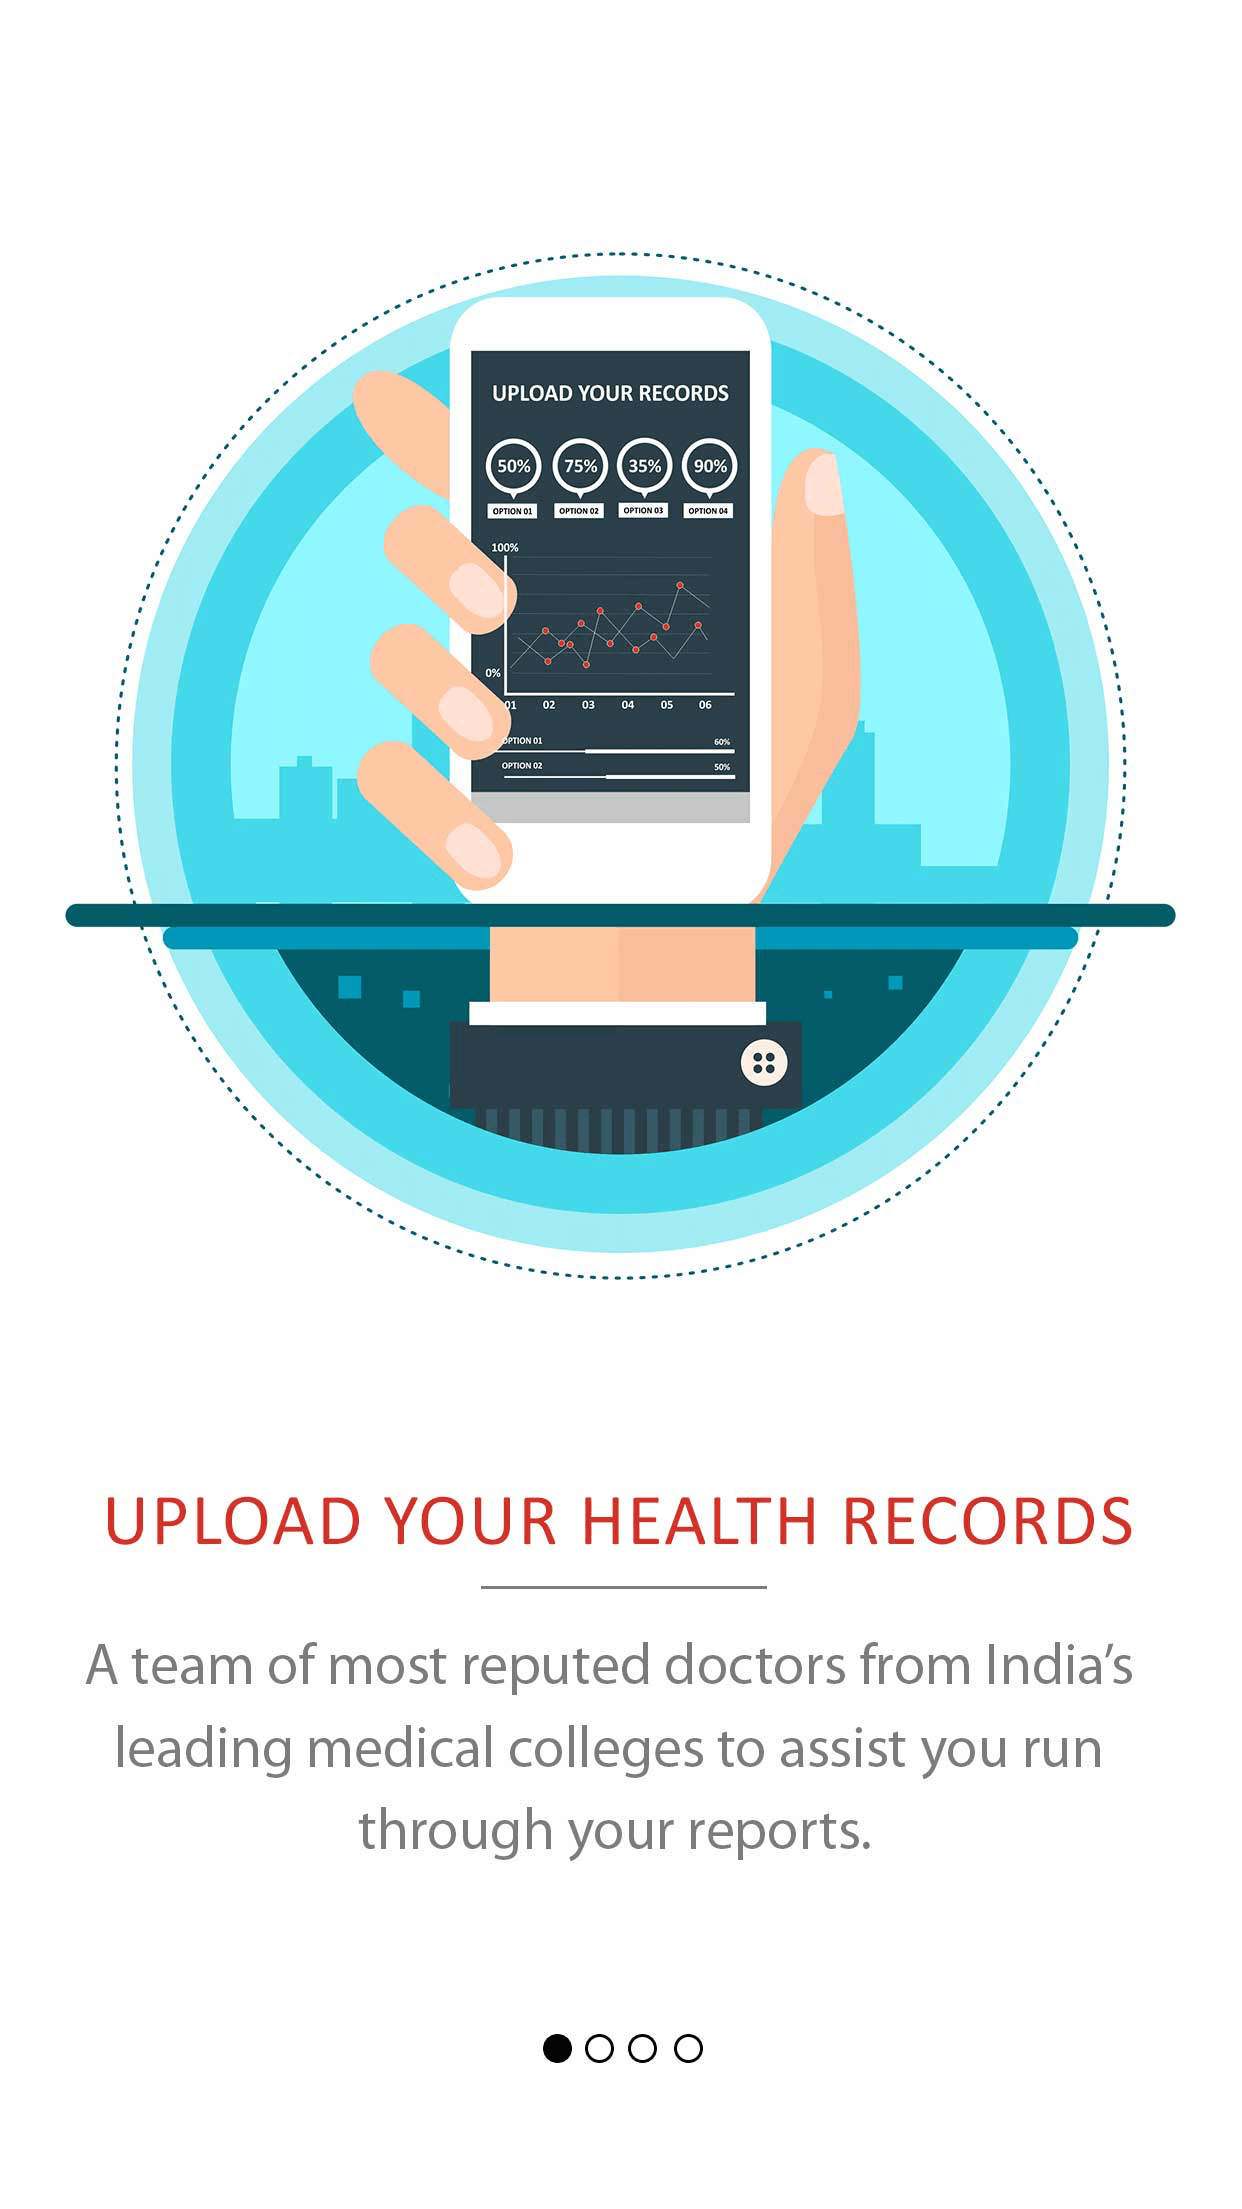 UPLOAD YOUR RECORDS
50% 75% 35% 90%
OPTION 01 OPTION 02 OPTION 03 OPTION 04
100%
0%
01 02 03 04 05 06
OPTION 01 60%
OPTION 02 50%
UPLOAD YOUR HEALTH RECORDS
A team of most reputed doctors from India’s
leading medical colleges to assist you run
through your reports.